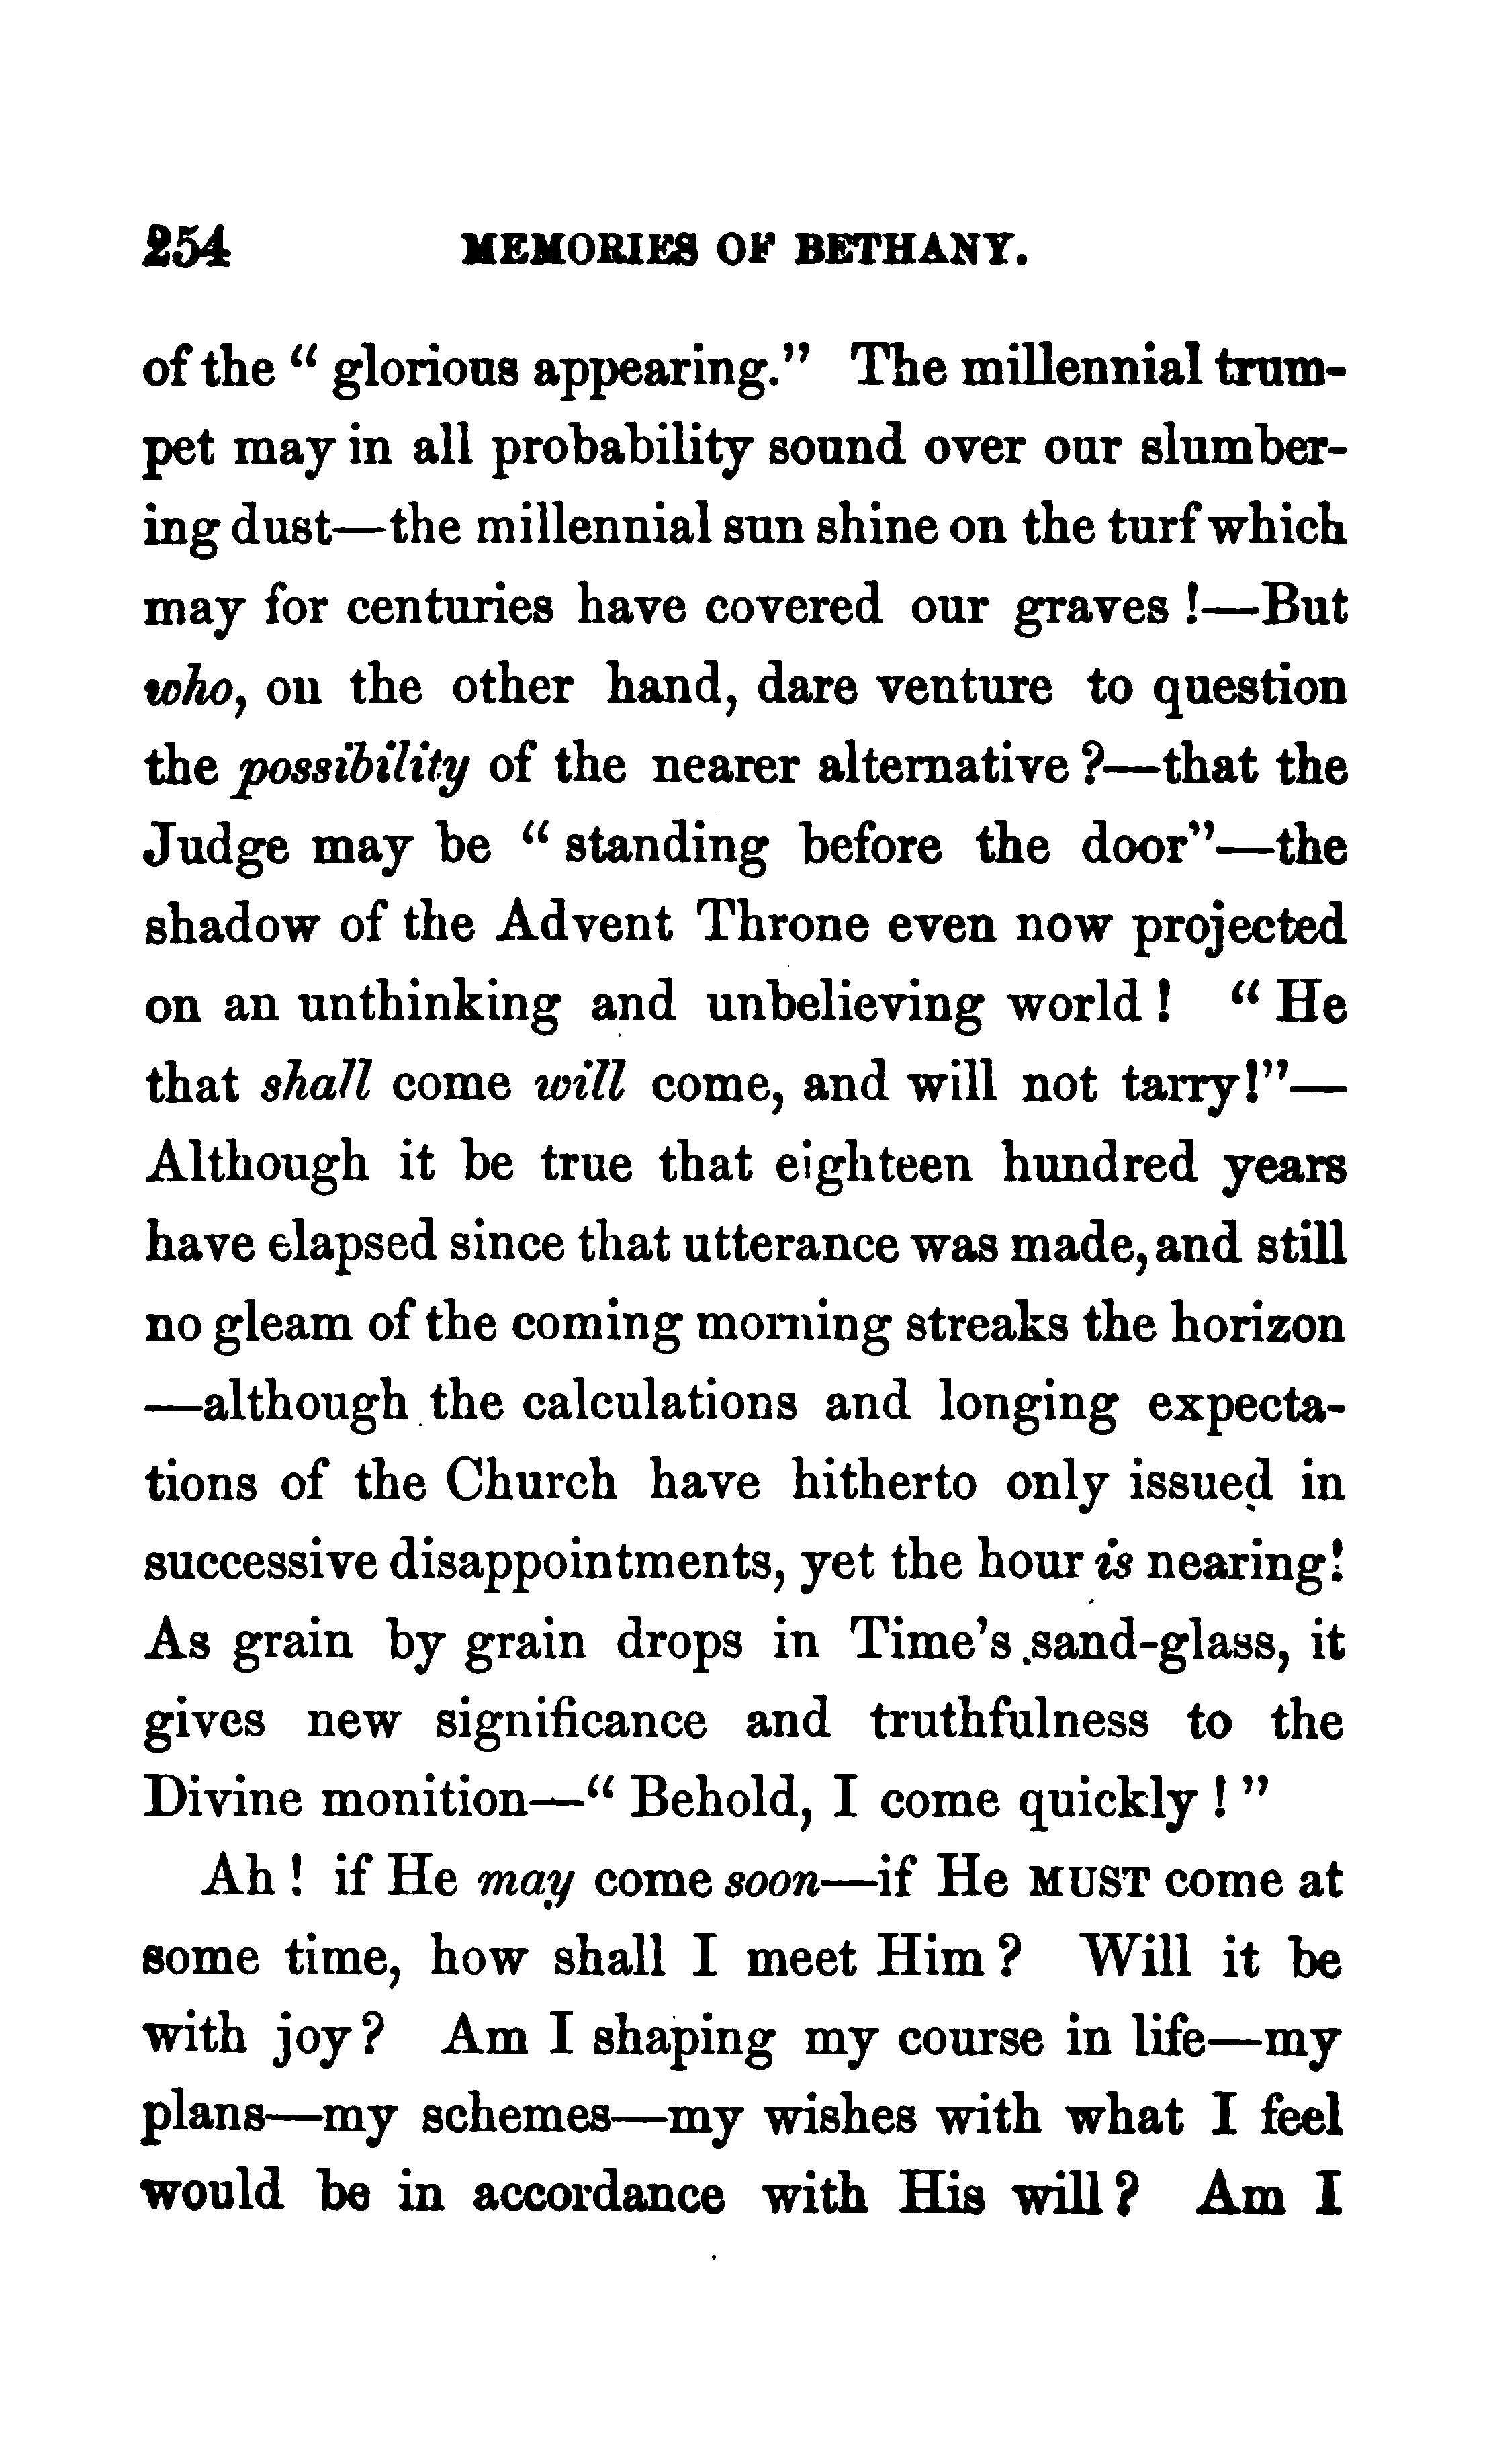 254 MEMORIES OF BETHANY.
of the “ glorious appearing.” The millennial trum-
pet may in all probability sound over our slumber-
ing dust—the millennial sun shine on the turf which
may for centuries have covered our graves !—But
who, on the other hand, dare venture to question
the possibility of the nearer alternative ?—that the
Judge may be “ standing before the door”—the
shadow of the Advent Throne even now projected
on an unthinking and unbelieving world ! “ He
that shall come will come, and will not tarry!”—
Although it be true that eighteen hundred years
have elapsed since that utterance was made, and still
no gleam of the coming morning streaks the horizon
—although the calculations and longing expecta-
tions of the Church have hitherto only issued in
successive disappointments, yet the hour is nearing!
As grain by grain drops in Time’s sand-glass, it
gives new significance and truthfulness to the
Divine monition—“ Behold, I come quickly ! ”
Ah ! if He may come soon—if He MUST come at
some time, how shall I meet Him ? Will it be
with joy ? Am I shaping my course in life—my
plans—my schemes—my wishes with what I feel
would be in accordance with His will ? Am I